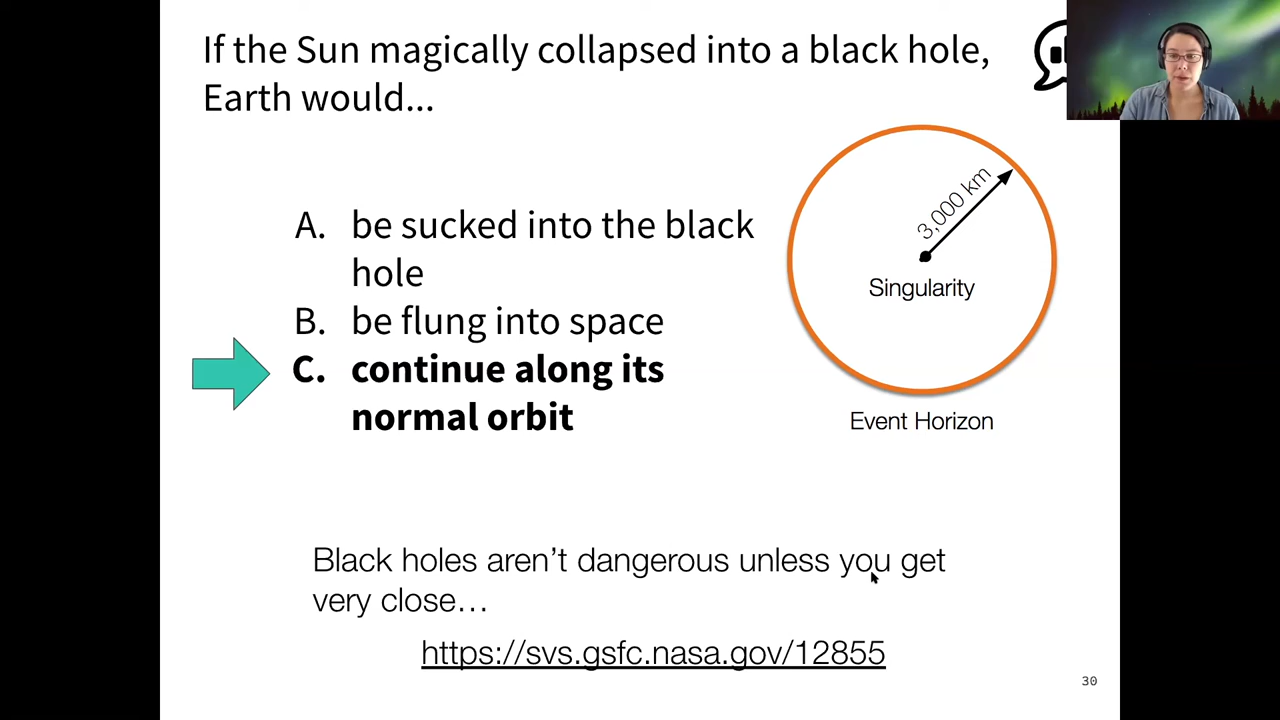 If the Sun magically collapsed into a black hole,
Earth would...
A. be sucked into the black
hole
B. be flung into space
C. continue along its
normal orbit
3,000 km
Singularity
Event Horizon
Black holes aren’t dangerous unless you get
very close…
https://svs.gsfc.nasa.gov/12855
30